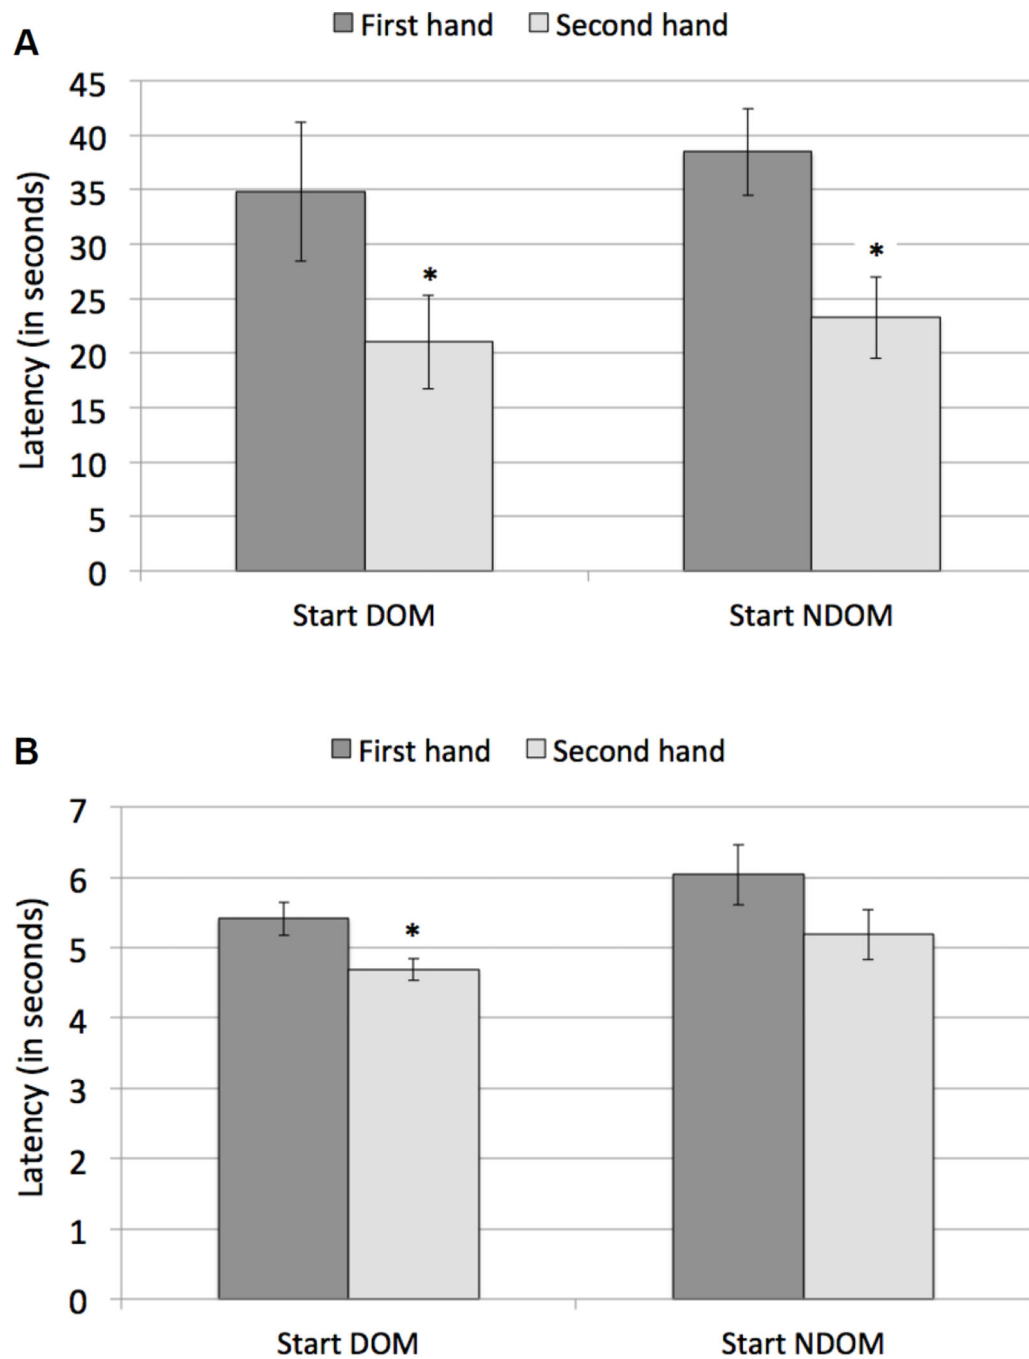 A
First hand Second hand
Latency (in seconds)
45
40
35
30
25
20
15
10
5
0
*
*
Start DOM Start NDOM
B
First hand Second hand
Latency (in seconds)
7
6
5
4
3
2
1
0
*
Start DOM Start NDOM